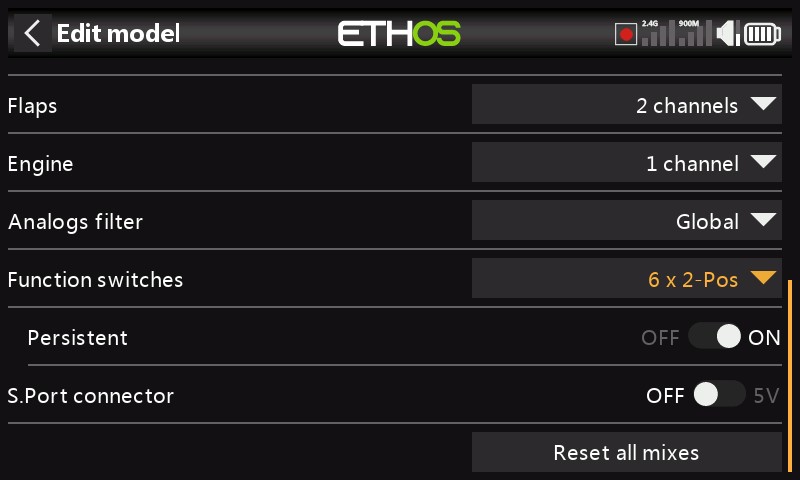 Edit model
ETHOS
2.4G 900M
Flaps 2 channels
Engine 1 channel
Analogs filter Global
Function switches 6 x 2-Pos
Persistent OFF ON
S.Port connector OFF 5V
Reset all mixes